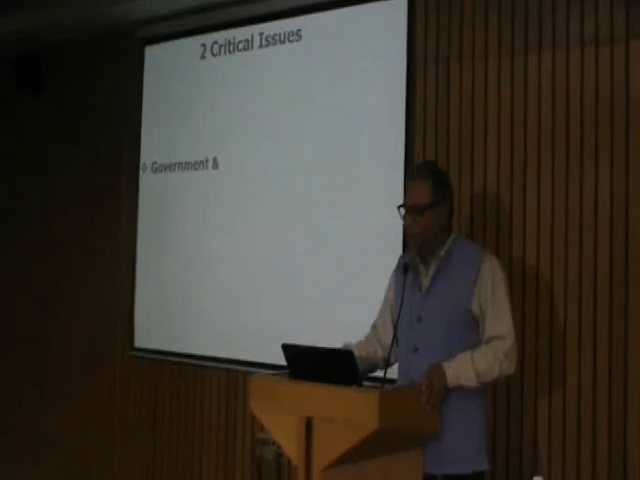 2 Critical Issues
❖ Government &